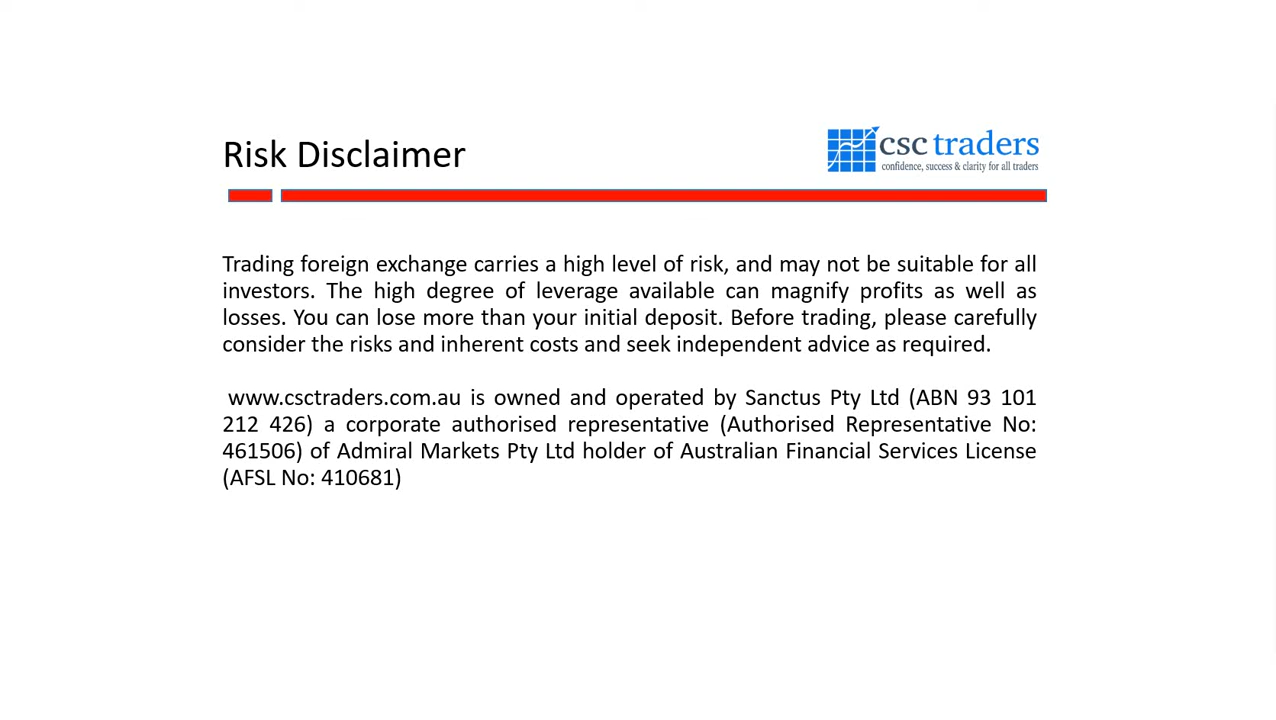 Risk Disclaimer
csc traders
confidence, success & clarity for all traders
Trading foreign exchange carries a high level of risk, and may not be suitable for all
investors. The high degree of leverage available can magnify profits as well as
losses. You can lose more than your initial deposit. Before trading, please carefully
consider the risks and inherent costs and seek independent advice as required.
www.csctraders.com.au is owned and operated by Sanctus Pty Ltd (ABN 93 101
212 426) a corporate authorised representative (Authorised Representative No:
461506) of Admiral Markets Pty Ltd holder of Australian Financial Services License
(AFSL No: 410681)